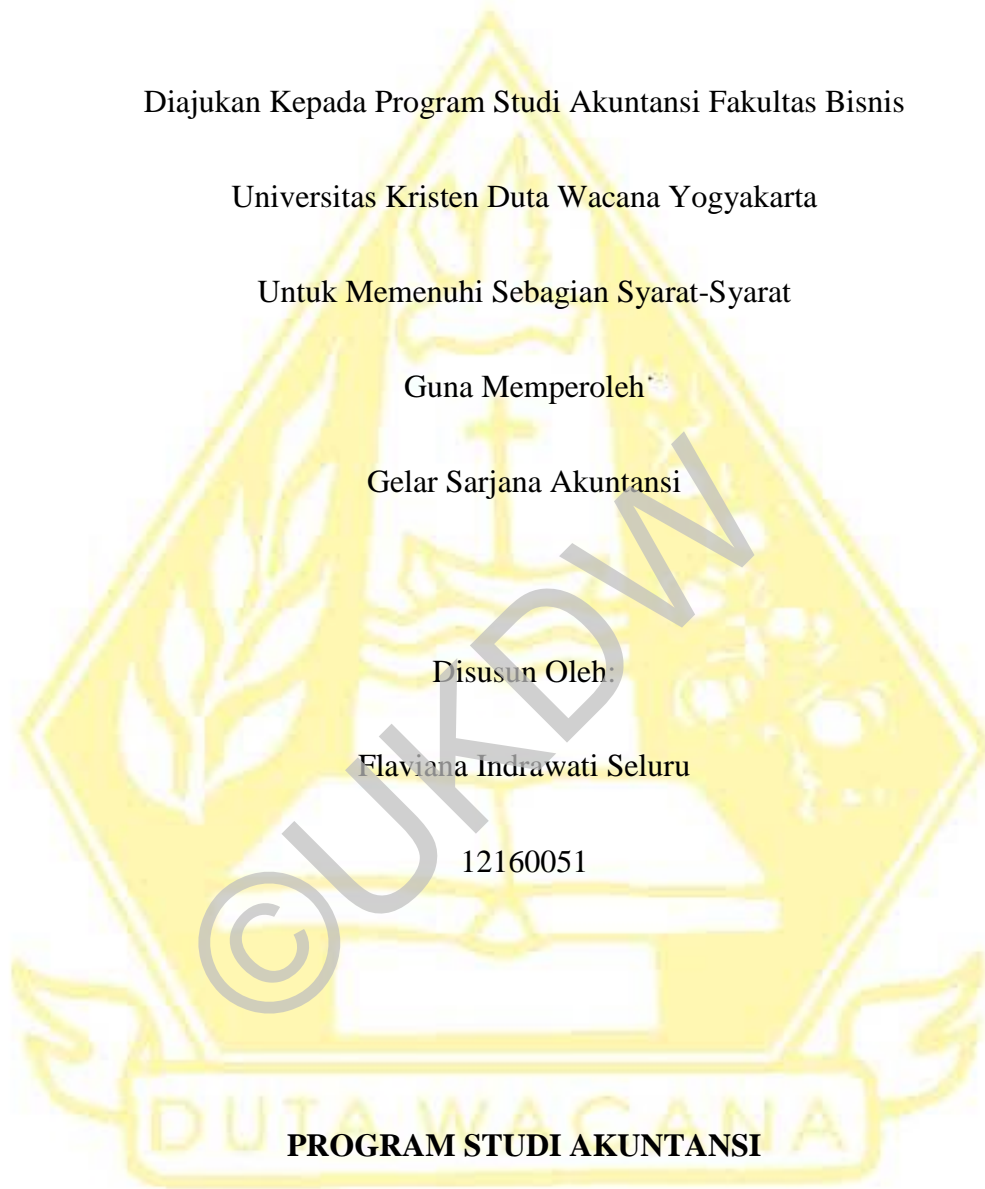 Diajukan Kepada Program Studi Akuntansi Fakultas Bisnis
Universitas Kristen Duta Wacana Yogyakarta
Untuk Memenuhi Sebagian Syarat-Syarat
Guna Memperoleh
Gelar Sarjana Akuntansi
Disusun Oleh:
Flaviana Indrawati Seluru
12160051
©UKDW
DUTA WACANA
PROGRAM STUDI AKUNTANSI